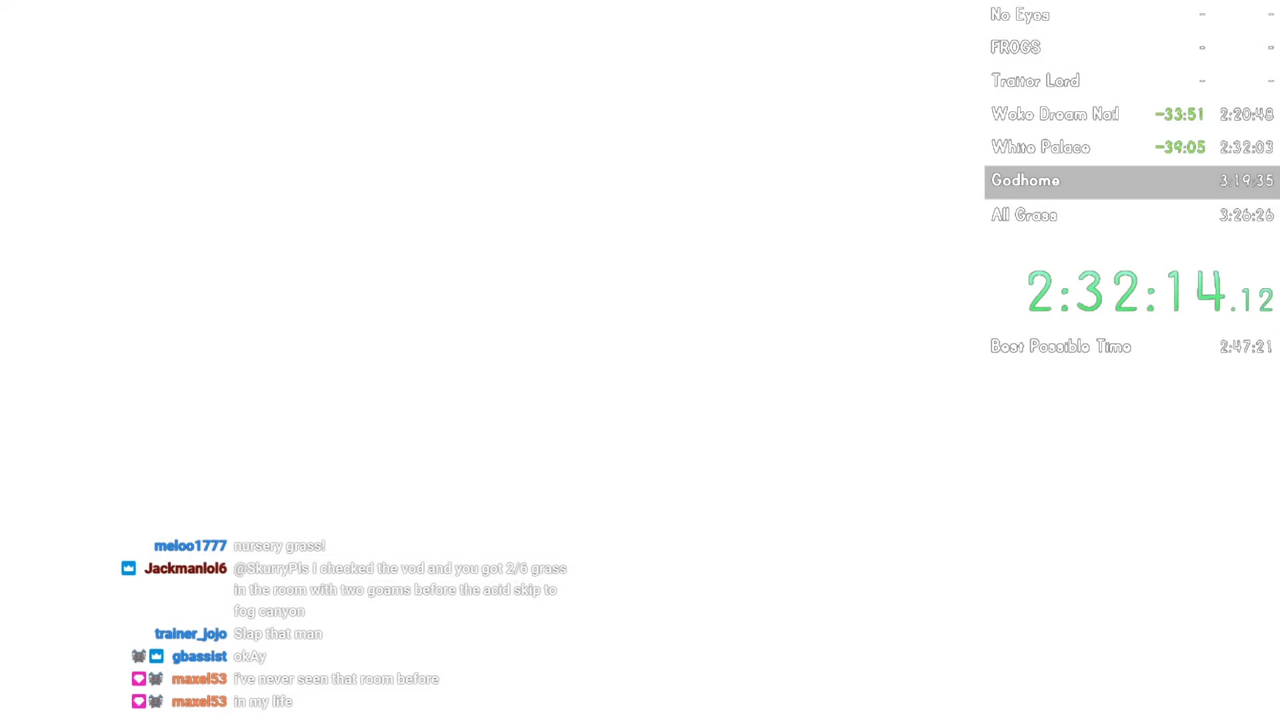 No Eyes - -
FROGS - -
Traitor Lord - -
Woke Dream Nail -33:51 2:20:48
White Palace -39:05 2:32:03
Godhome 3:19:35
All Grass 3:26:26
2:32:14.12
Best Possible Time 2:47:21
meloo1777 nursery grass!
Jackmanlol6 @SkurryPls I checked the vod and you got 2/6 grass
in the room with two goams before the acid skip to
fog canyon
trainer_jojo Slap that man
gbassist okAy
maxel53 i've never seen that room before
maxel53 in my life